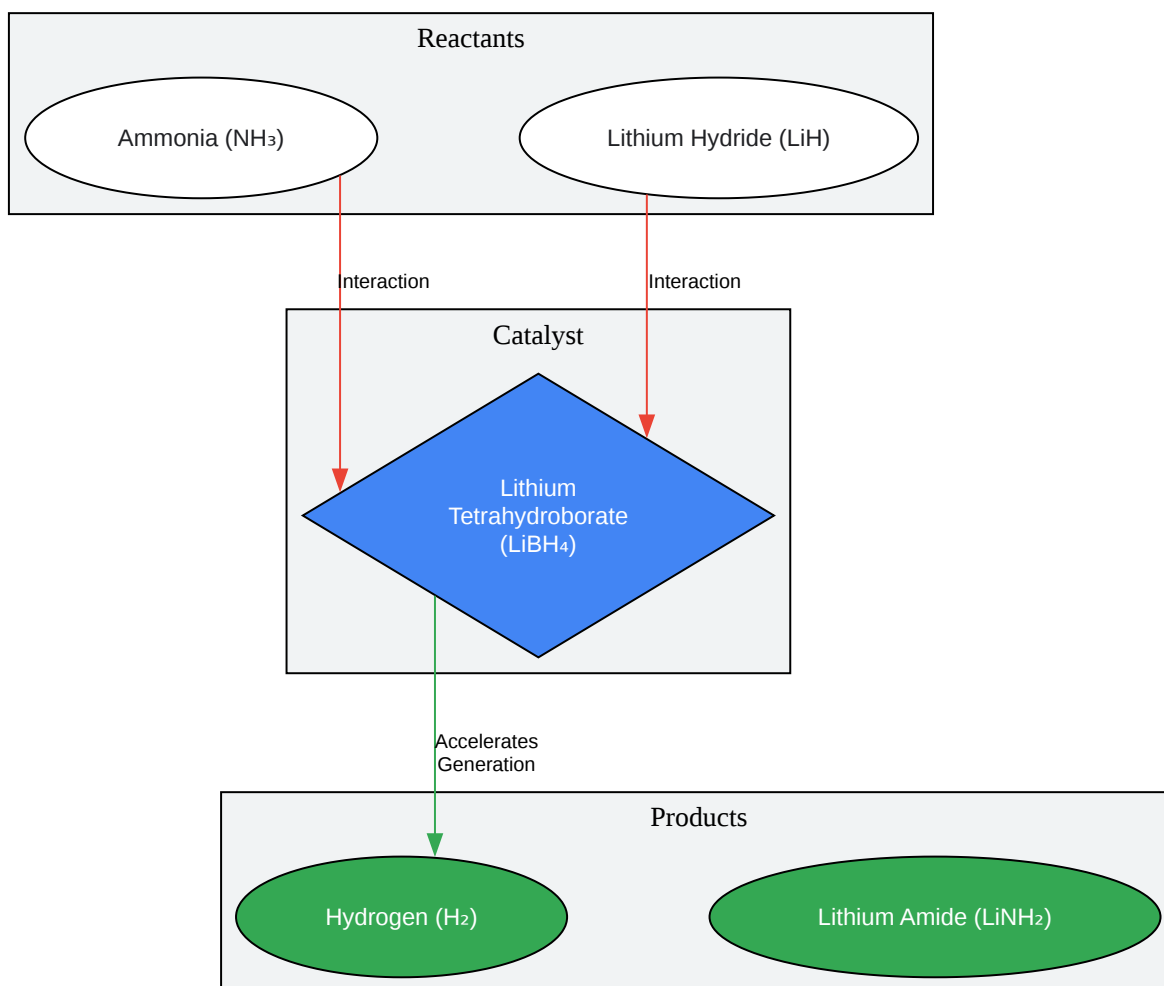 Reactants
Ammonia (NH₃)
Lithium Hydride (LiH)
Interaction
Interaction
Catalyst
Lithium
Tetrahydroborate
(LiBH₄)
Accelerates
Generation
Products
Hydrogen (H₂)
Lithium Amide (LiNH₂)